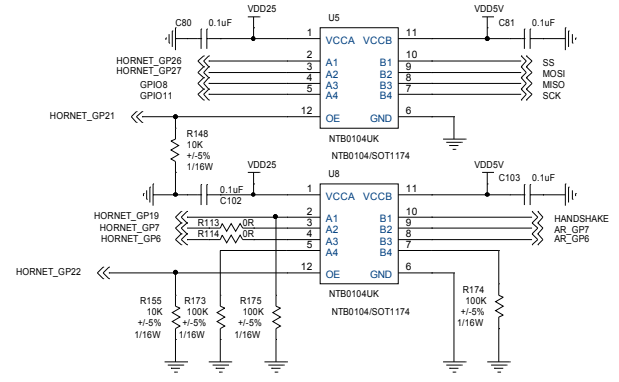 VDD25 U5 VDD5V
C80 0.1uF C81 0.1uF
1 VCCA VCCB 11
HORNET_GP26 2 A1 B1 10 SS
HORNET_GP27 3 A2 B2 9 MOSI
GPIO8 4 A3 B3 8 MISO
GPIO11 5 A4 B4 7 SCK
HORNET_GP21 12 OE GND 6
R148
10K
+/-5%
1/16W
NTB0104UK
NTB0104/SOT1174
VDD25 U8 VDD5V
0.1uF C103 0.1uF
C102
1 VCCA VCCB 11
HORNET_GP19 2 A1 B1 10 HANDSHAKE
HORNET_GP7 R113 0R 3 A2 B2 9 AR_GP7
HORNET_GP6 R114 0R 4 A3 B3 8 AR_GP6
5 A4 B4 7
HORNET_GP22 12 OE GND 6
NTB0104UK
NTB0104/SOT1174
R155 R173 R175 R174
10K 100K 100K 100K
+/-5% +/-5% +/-5% +/-5%
1/16W 1/16W 1/16W 1/16W